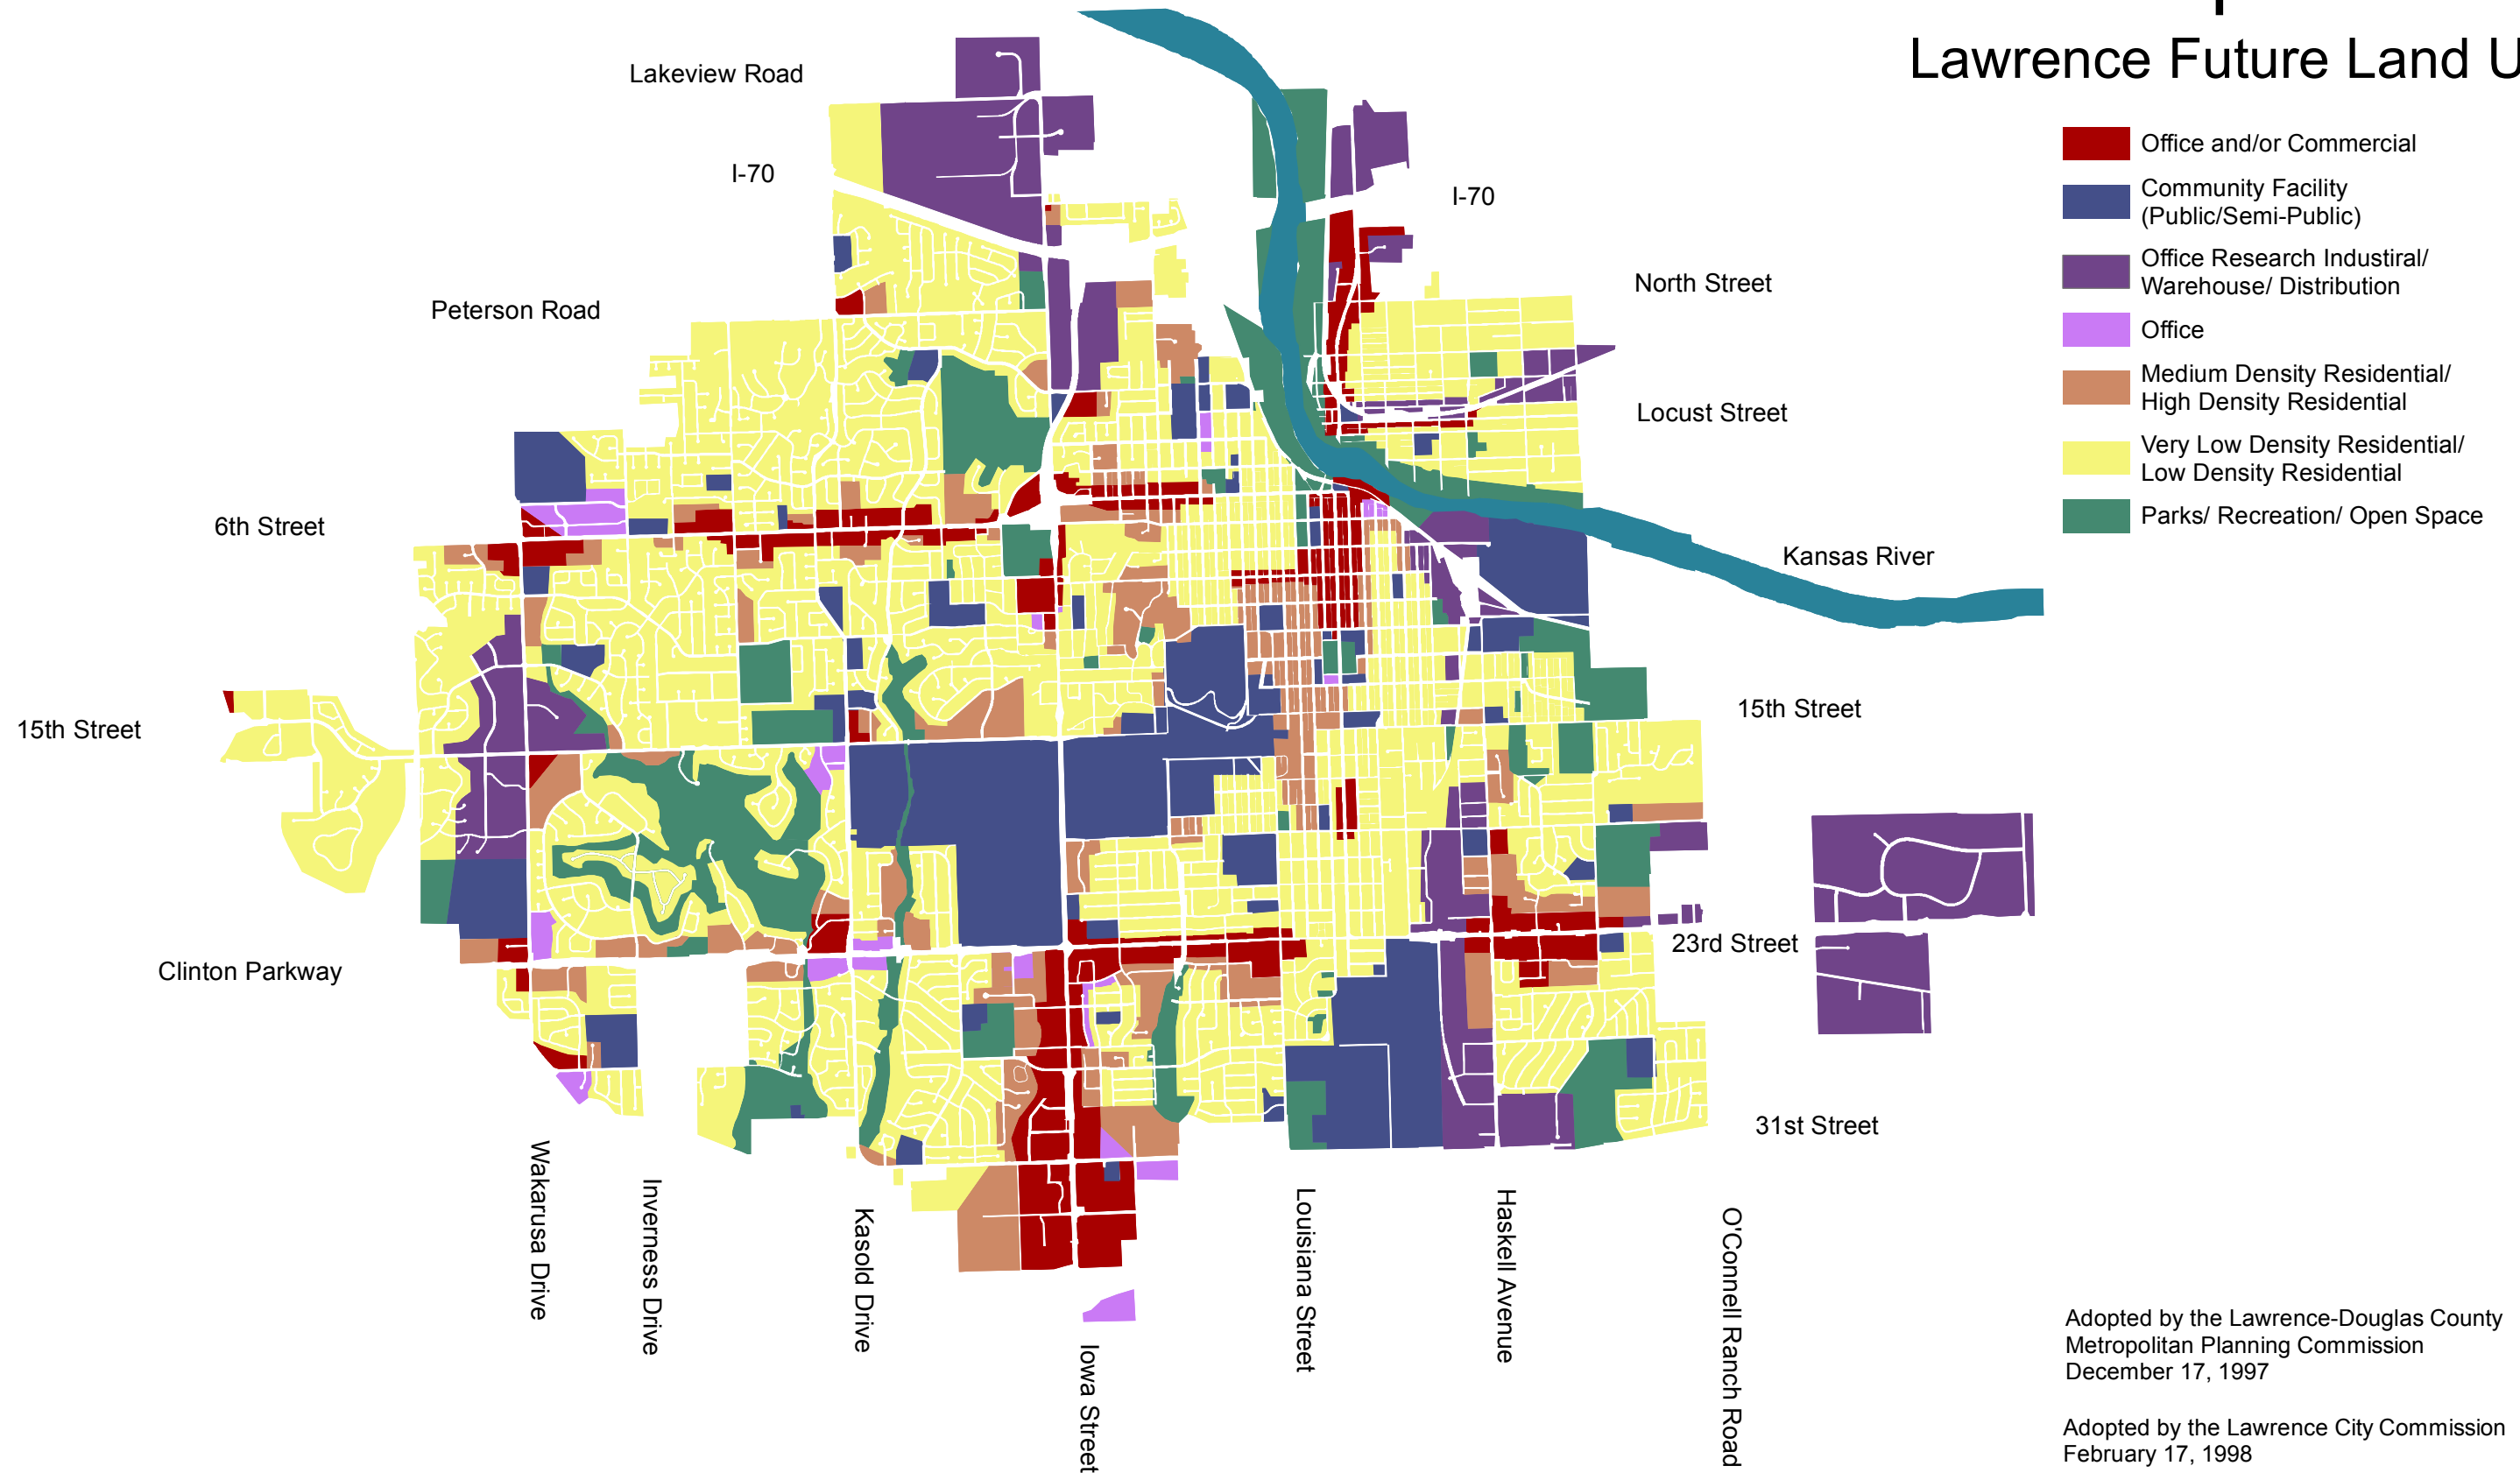 Lawrence Future Land U
Lakeview Road
I-70
I-70
Peterson Road
North Street
Locust Street
6th Street
Kansas River
15th Street
15th Street
23rd Street
Clinton Parkway
31st Street
Wakarusa Drive
Inverness Drive
Kasold Drive
Iowa Street
Louisiana Street
Haskell Avenue
O'Connell Ranch Road
Office and/or Commercial
Community Facility
(Public/Semi-Public)
Office Research Industiral/
Warehouse/ Distribution
Office
Medium Density Residential/
High Density Residential
Very Low Density Residential/
Low Density Residential
Parks/ Recreation/ Open Space
Adopted by the Lawrence-Douglas County
Metropolitan Planning Commission
December 17, 1997
Adopted by the Lawrence City Commission
February 17, 1998